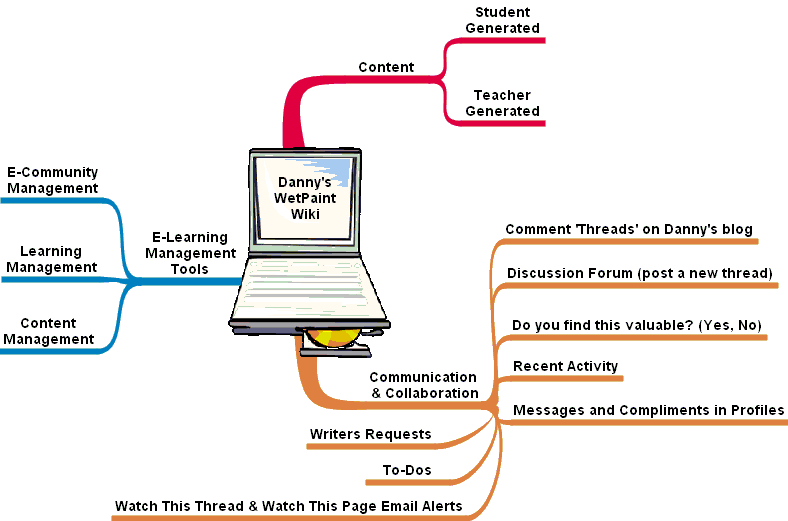 Student
Generated
Content
Teacher
Generated
Danny's
WetPaint
Wiki
E-Community
Management
E-Learning
Management
Tools
Learning
Management
Content
Management
Comment 'Threads' on Danny's blog
Discussion Forum (post a new thread)
Do you find this valuable? (Yes, No)
Recent Activity
Communication
& Collaboration
Messages and Compliments in Profiles
Writers Requests
To-Dos
Watch This Thread & Watch This Page Email Alerts